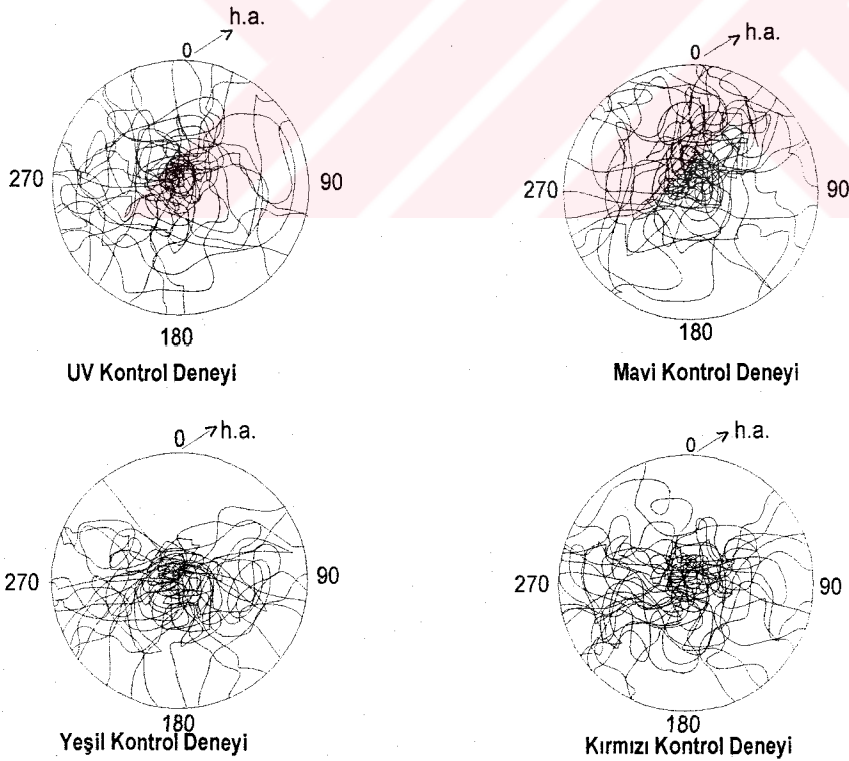 h.a.
0
270
90
180
UV Kontrol Deneyi
h.a.
0
270
90
180
Mavi Kontrol Deneyi
h.a.
0
270
90
180
Yeşil Kontrol Deneyi
h.a.
0
270
90
180
Kırmızı Kontrol Deneyi